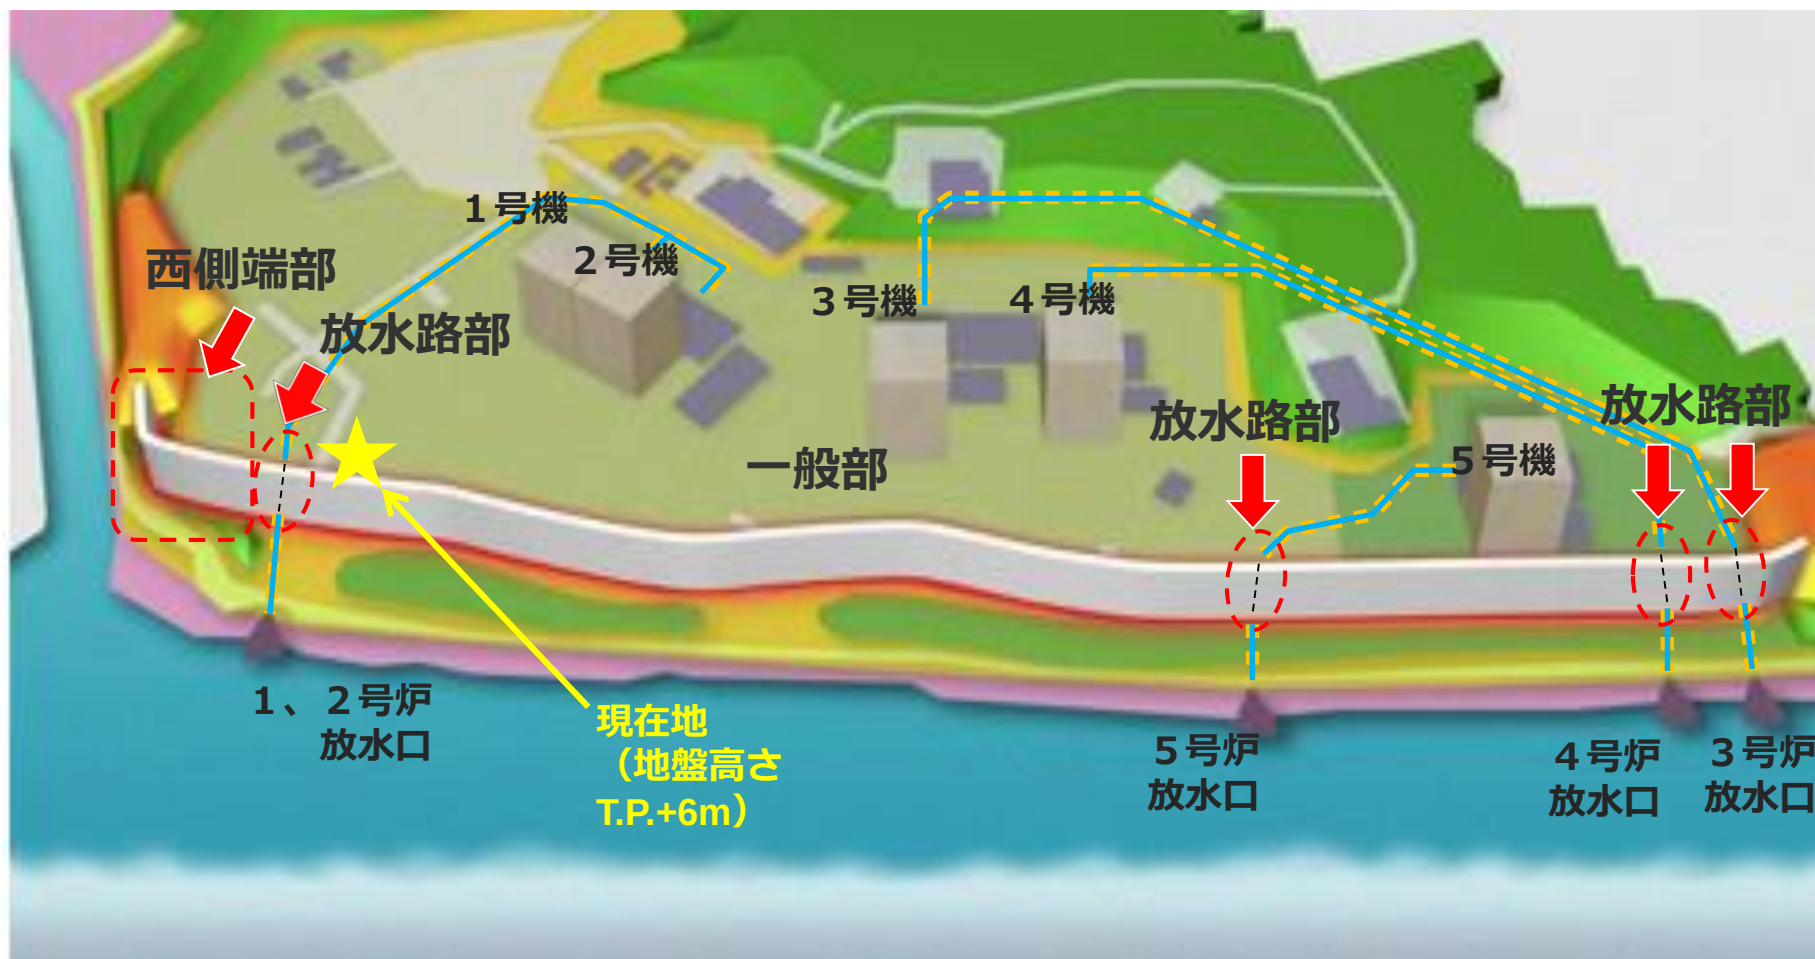 1号機
2号機
西側端部
放水路部
3号機
4号機
放水路部
放水路部
一般部
5号機
1、2号炉
放水口
現在地
（地盤高さ
T.P.+6m）
5号炉
放水口
4号炉
放水口
3号炉
放水口